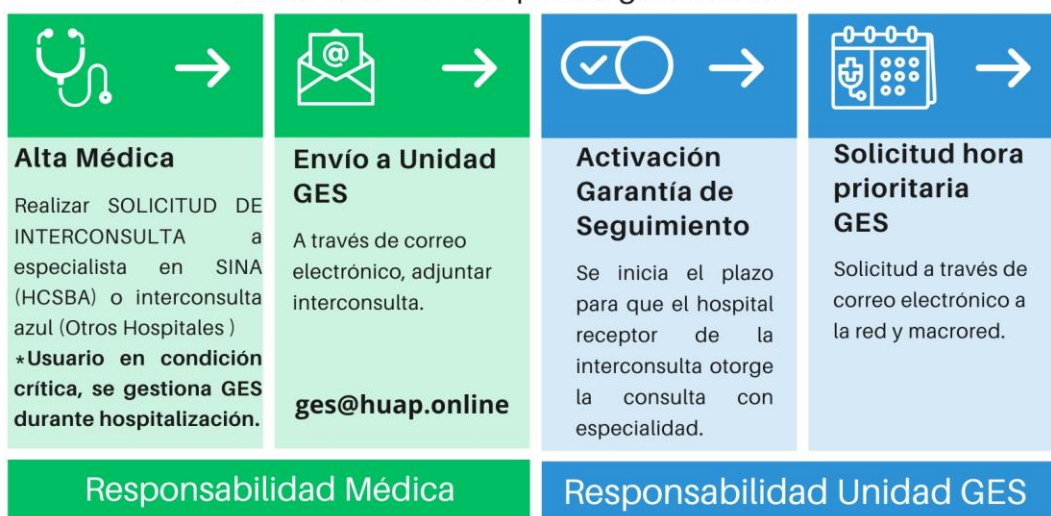 Alta Médica
Realizar SOLICITUD DE
INTERCONSULTA a
especialista en SINA
(HCSBA) o interconsulta
azul (Otros Hospitales )
*Usuario en condición
crítica, se gestiona GES
durante hospitalización.
@
Envío a Unidad
GES
A través de correo
electrónico, adjuntar
interconsulta.
ges@huap.online
Activación
Garantía de
Seguimiento
Se inicia el plazo
para que el hospital
receptor de la
interconsulta otorge
la consulta con
especialidad.
Solicitud hora
prioritaria
GES
Solicitud a través de
correo electrónico a
la red y macrored.
Responsabilidad Médica
Responsabilidad Unidad GES